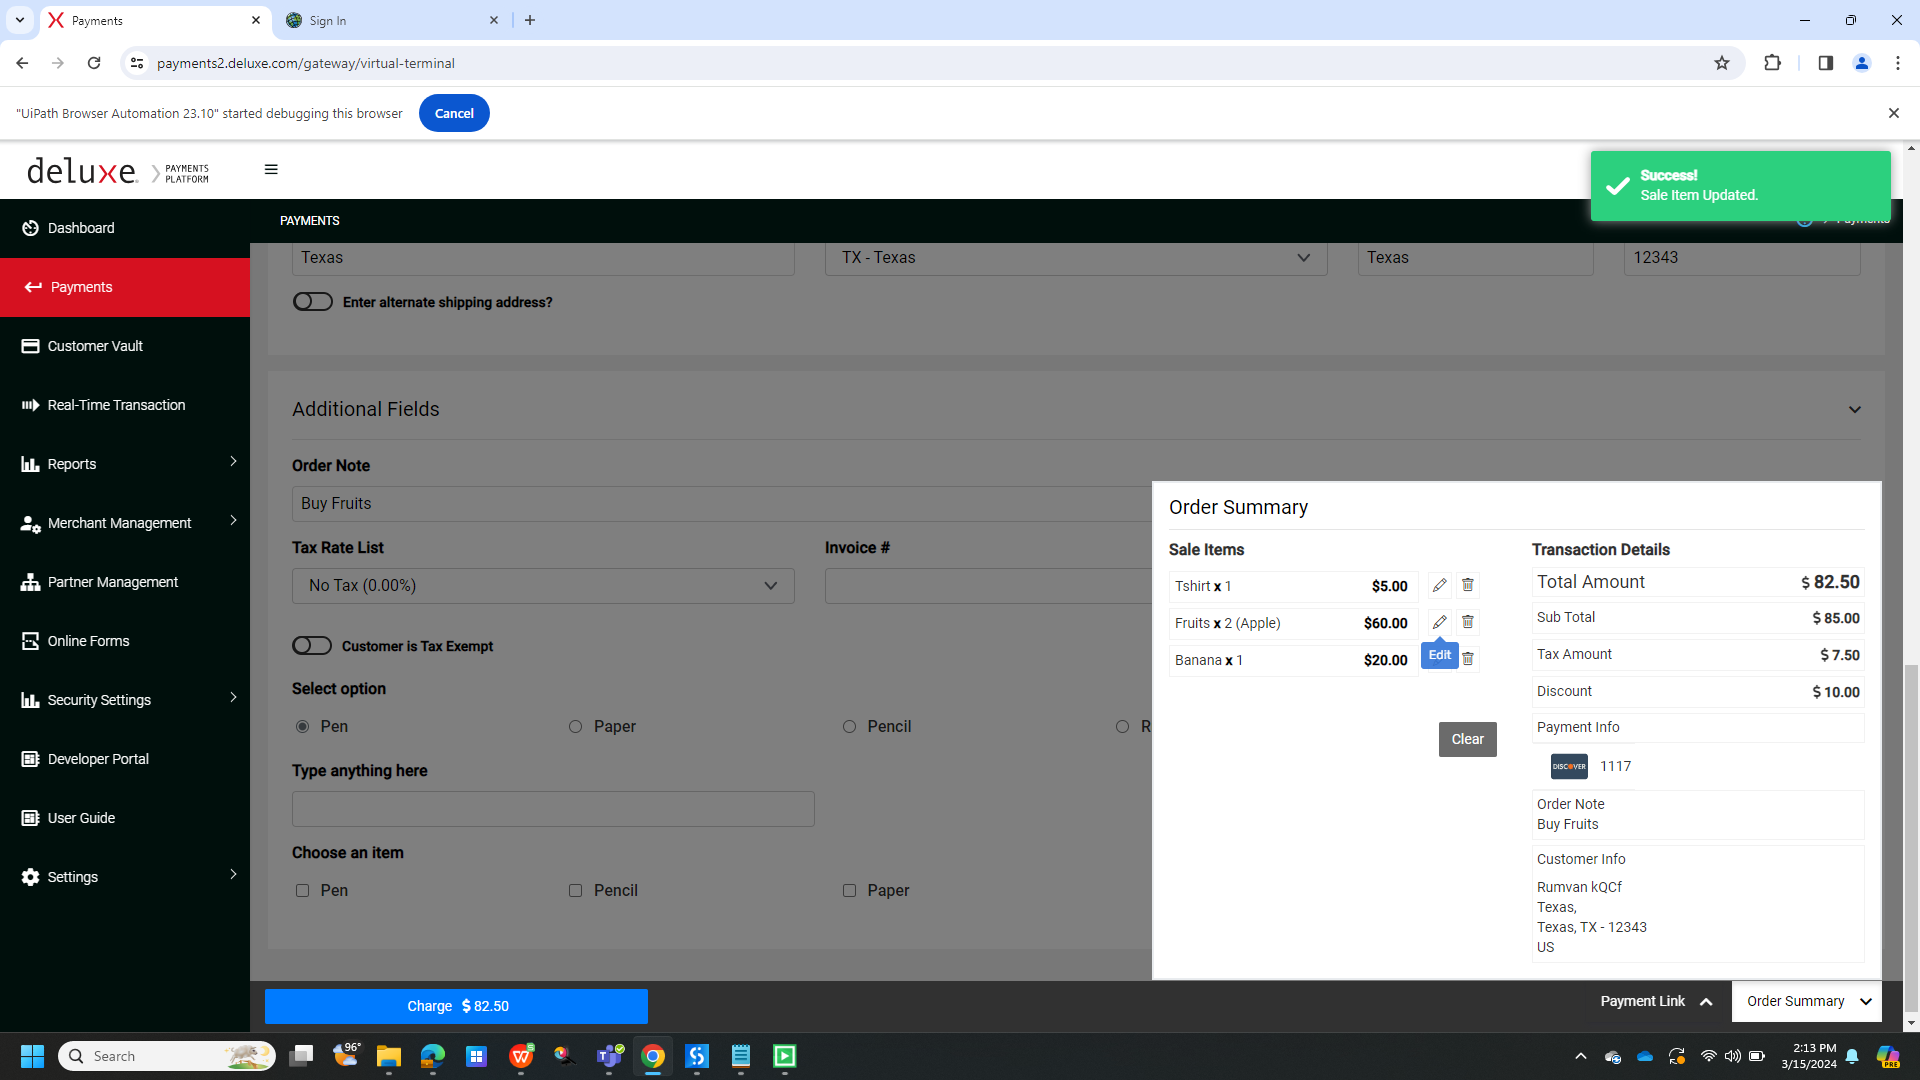 Payments
Sign In
payments2.deluxe.com/gateway/virtual-terminal
"UiPath Browser Automation 23.10" started debugging this browser
Cancel
deluxe. PAYMENTS PLATFORM
Success!
Sale Item Updated.
PAYMENTS
Payments
Dashboard
Payments
Customer Vault
Real-Time Transaction
Reports
Merchant Management
Partner Management
Online Forms
Security Settings
Developer Portal
User Guide
Settings
Texas
TX - Texas
Texas
12343
Enter alternate shipping address?
Additional Fields
Order Note
Buy Fruits
Tax Rate List
Invoice #
No Tax (0.00%)
Customer is Tax Exempt
Select option
Pen
Paper
Pencil
R
Type anything here
Choose an item
Pen
Pencil
Paper
Order Summary
Sale Items
Tshirt x 1 $5.00
Fruits x 2 (Apple) $60.00
Banana x 1 $20.00
Edit
Clear
Transaction Details
Total Amount $ 82.50
Sub Total $ 85.00
Tax Amount $ 7.50
Discount $ 10.00
Payment Info
DISCOVER 1117
Order Note
Buy Fruits
Customer Info
Rumvan kQCf
Texas,
Texas, TX - 12343
US
Charge $ 82.50
Payment Link
Order Summary
Search
96°
2:13 PM
3/15/2024
PRE